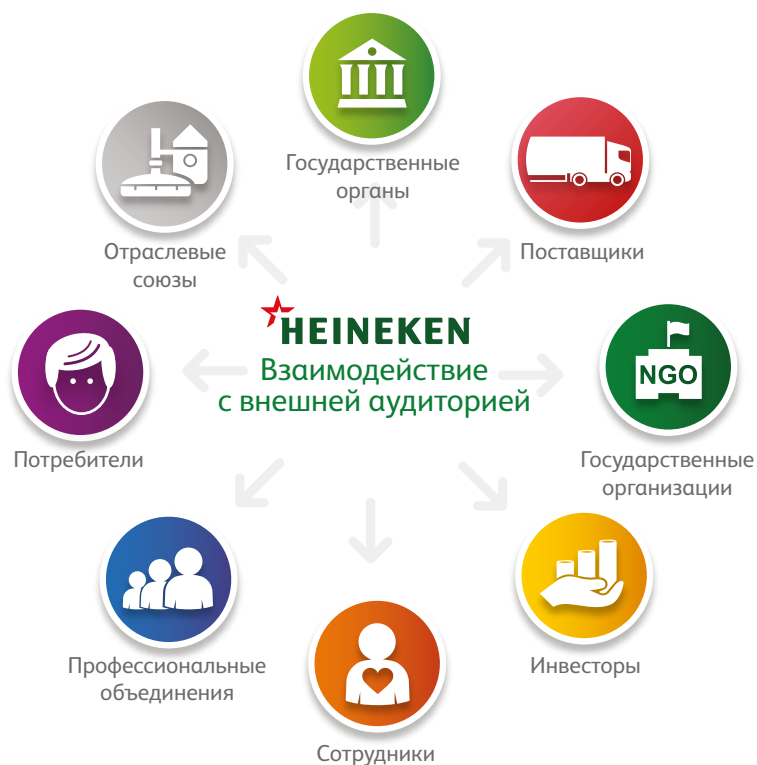 Государственные
органы
Отраслевые
союзы
Поставщики
HEINEKEN
Взаимодействие
с внешней аудиторией
NGO
Потребители
Государственные
организации
Профессиональные
объединения
Инвесторы
Сотрудники